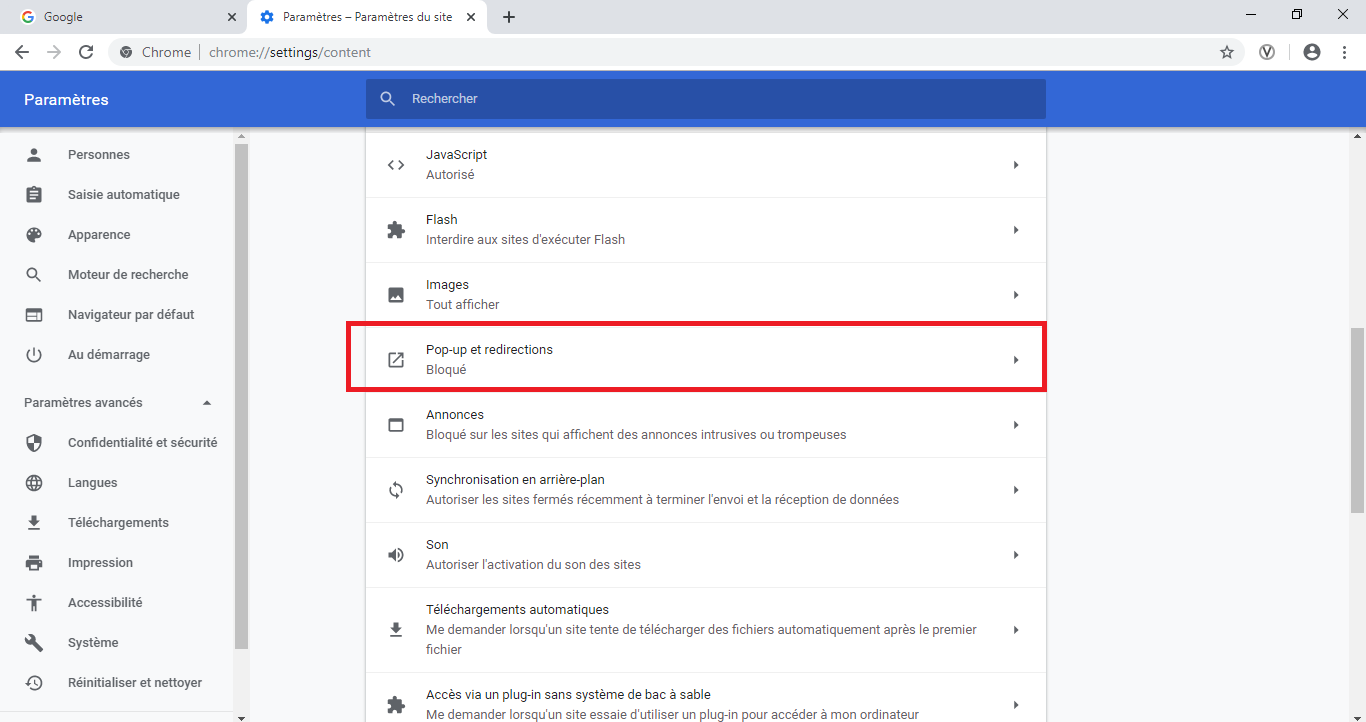 Google
Paramètres – Paramètres du site
Chrome
chrome://settings/content
Paramètres
Rechercher
Personnes
Saisie automatique
Apparence
Moteur de recherche
Navigateur par défaut
Au démarrage
Paramètres avancés
Confidentialité et sécurité
Langues
Téléchargements
Impression
Accessibilité
Système
Réinitialiser et nettoyer
JavaScript
Autorisé
Flash
Interdire aux sites d'exécuter Flash
Images
Tout afficher
Pop-up et redirections
Bloqué
Annonces
Bloqué sur les sites qui affichent des annonces intrusives ou trompeuses
Synchronisation en arrière-plan
Autoriser les sites fermés récemment à terminer l'envoi et la réception de données
Son
Autoriser l'activation du son des sites
Téléchargements automatiques
Me demander lorsqu'un site tente de télécharger des fichiers automatiquement après le premier
fichier
Accès via un plug-in sans système de bac à sable
Me demander lorsqu'un site essaie d'utiliser un plug-in pour accéder à mon ordinateur